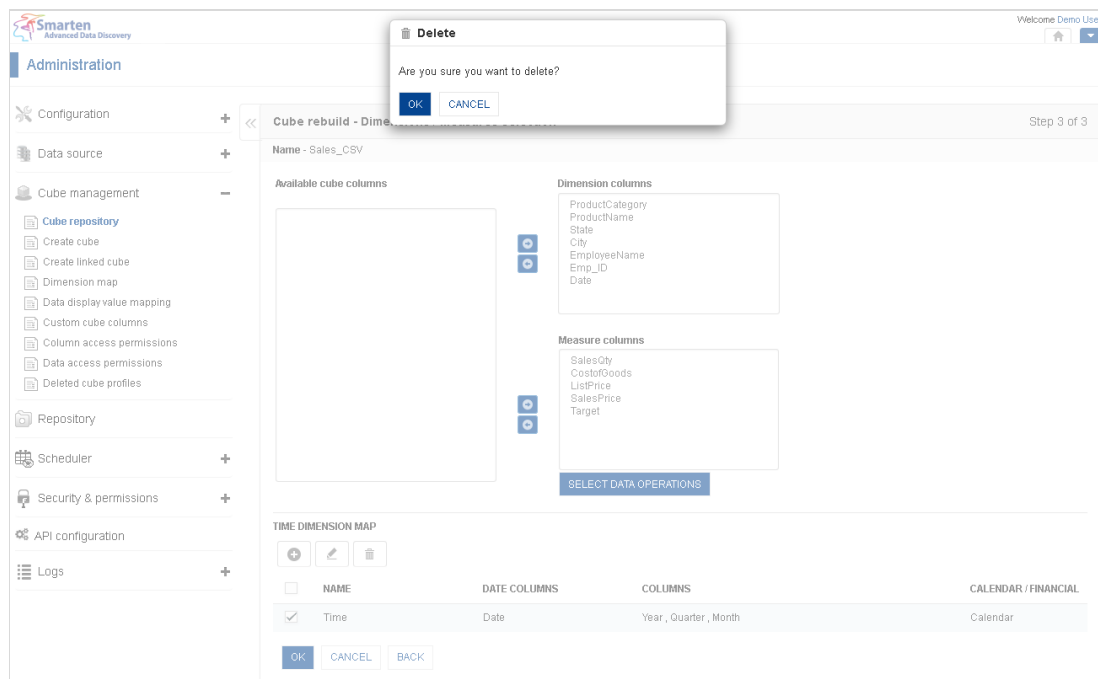 Smarten
Advanced Data Discovery
Welcome Demo Use
Delete
Are you sure you want to delete?
OK CANCEL
Administration
Configuration
Data source
Cube management
Cube repository
Create cube
Create linked cube
Dimension map
Data display value mapping
Custom cube columns
Column access permissions
Data access permissions
Deleted cube profiles
Repository
Scheduler
Security & permissions
API configuration
Logs
Cube rebuild - Dimensions / Measures selection Step 3 of 3
Name - Sales_CSV
Available cube columns
Dimension columns
ProductCategory
ProductName
State
City
EmployeeName
Emp_ID
Date
Measure columns
SalesQty
CostofGoods
ListPrice
SalesPrice
Target
SELECT DATA OPERATIONS
TIME DIMENSION MAP
NAME DATE COLUMNS COLUMNS CALENDAR / FINANCIAL
Time Date Year , Quarter , Month Calendar
OK CANCEL BACK